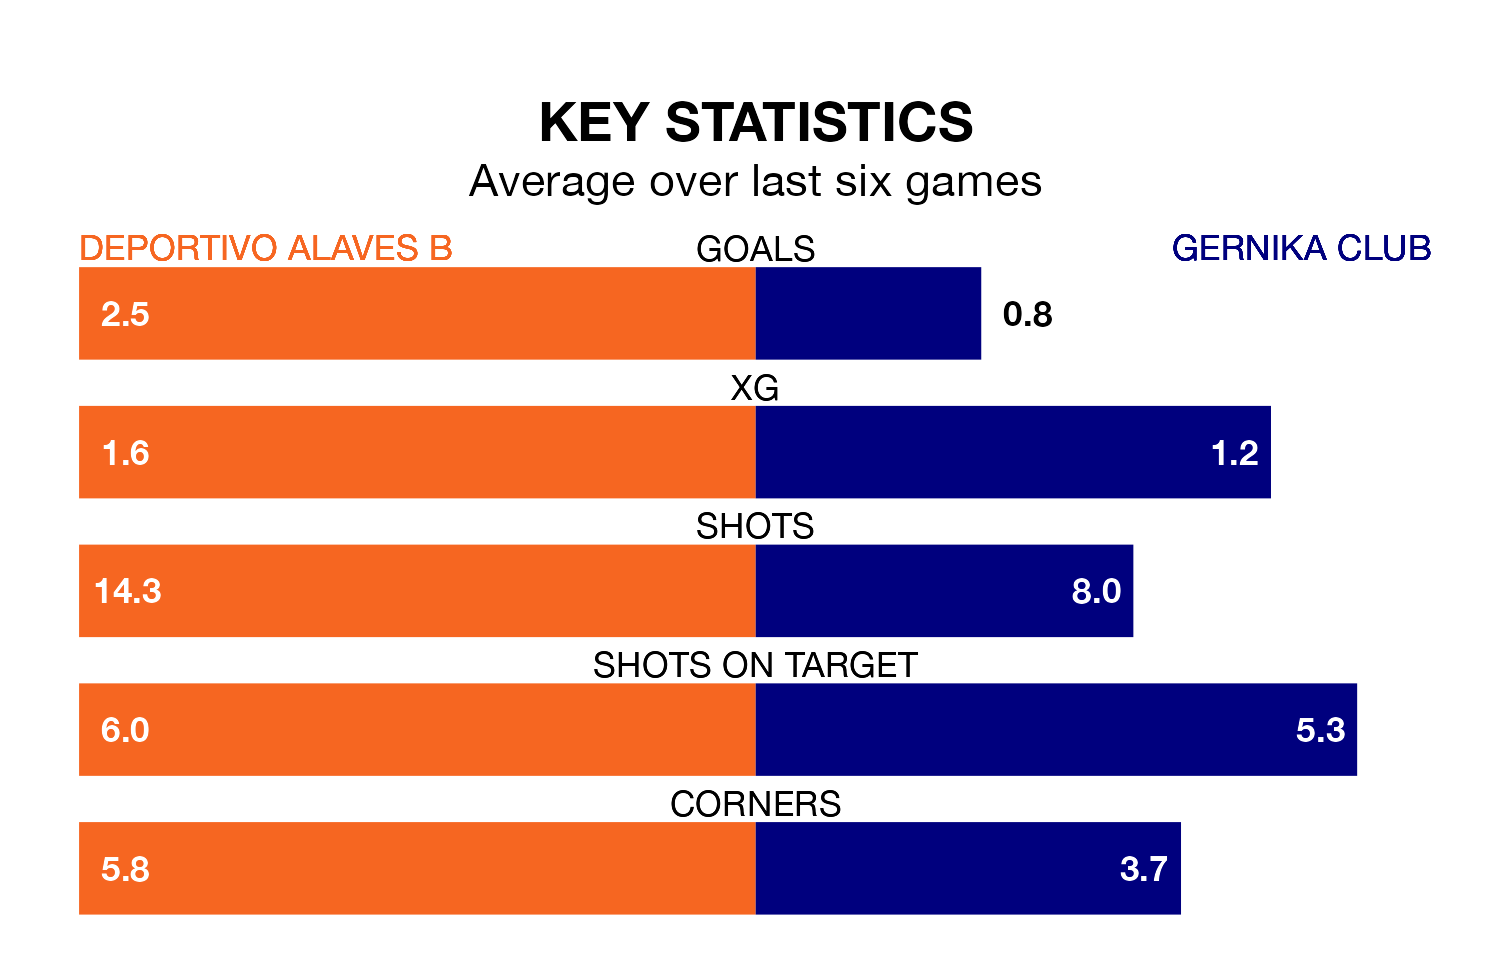 KEY STATISTICS
Average over last six games
DEPORTIVO ALAVES B GOALS GERNIKA CLUB
2.5 0.8
XG
1.6 1.2
SHOTS
14.3 8.0
SHOTS ON TARGET
6.0 5.3
CORNERS
5.8 3.7